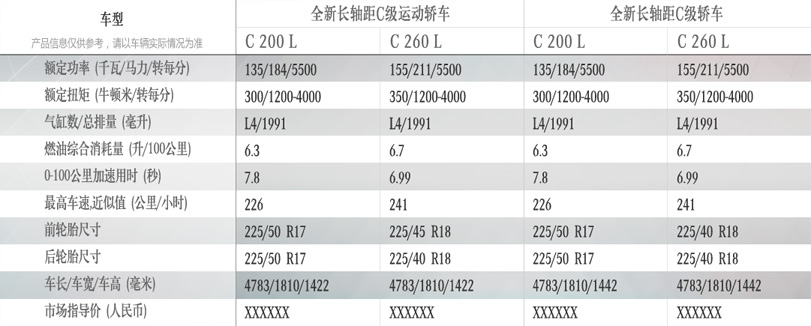 车型 全新长轴距C级运动轿车 全新长轴距C级轿车
产品信息仅供参考，请以车辆实际情况为准 C 200 L C 260 L C 200 L C 260 L
额定功率 (千瓦/马力/转每分) 135/184/5500 155/211/5500 135/184/5500 155/211/5500
额定扭矩 (牛顿米/转每分) 300/1200-4000 350/1200-4000 300/1200-4000 350/1200-4000
气缸数/总排量 (毫升) L4/1991 L4/1991 L4/1991 L4/1991
燃油综合消耗量 (升/100公里) 6.3 6.7 6.3 6.7
0-100公里加速用时 (秒) 7.8 6.99 7.8 6.99
最高车速,近似值 (公里/小时) 226 241 226 241
前轮胎尺寸 225/50 R17 225/45 R18 225/50 R17 225/40 R18
后轮胎尺寸 225/50 R17 225/40 R18 225/50 R17 225/40 R18
车长/车宽/车高 (毫米) 4783/1810/1422 4783/1810/1422 4783/1810/1442 4783/1810/1442
市场指导价 (人民币) XXXXXX XXXXXX XXXXXX XXXXXX